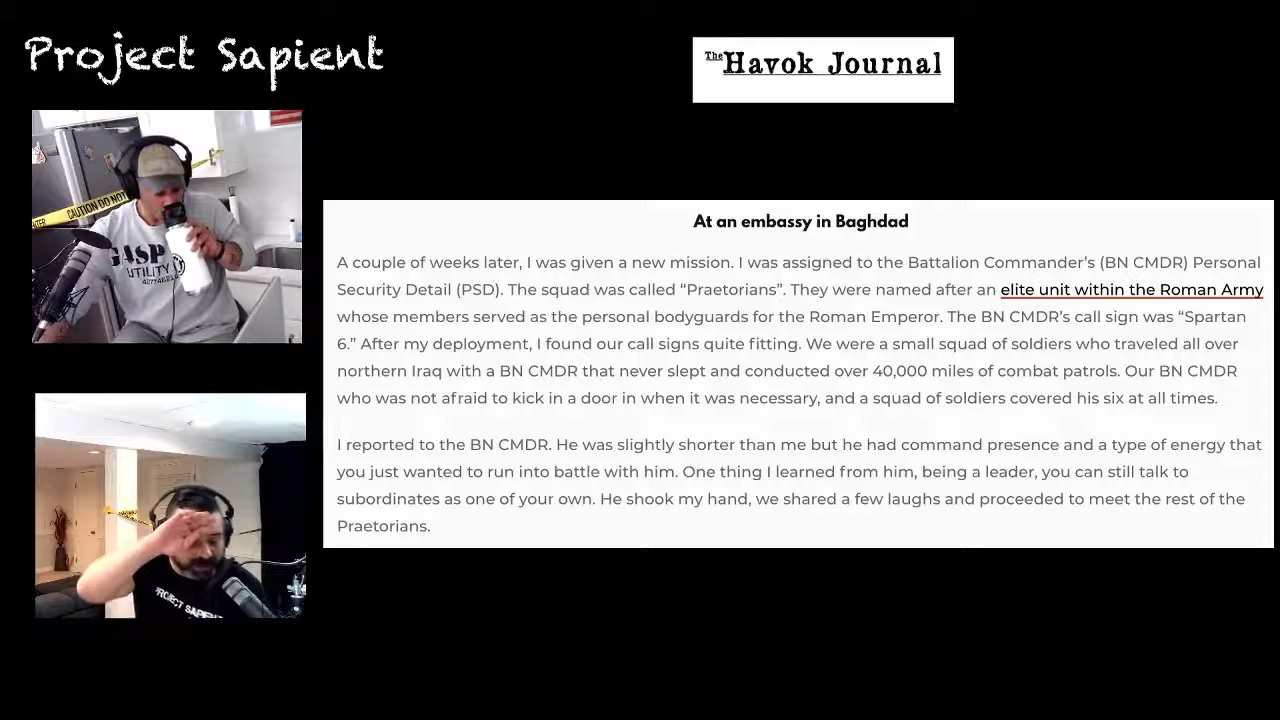 Project Sapient
The Havok Journal
CAUTION DO NOT
GASP
UTILITY
At an embassy in Baghdad
A couple of weeks later, I was given a new mission. I was assigned to the Battalion Commander’s (BN CMDR) Personal
Security Detail (PSD). The squad was called “Praetorians”. They were named after an elite unit within the Roman Army
whose members served as the personal bodyguards for the Roman Emperor. The BN CMDR’s call sign was “Spartan
6.” After my deployment, I found our call signs quite fitting. We were a small squad of soldiers who traveled all over
northern Iraq with a BN CMDR that never slept and conducted over 40,000 miles of combat patrols. Our BN CMDR
who was not afraid to kick in a door in when it was necessary, and a squad of soldiers covered his six at all times.
I reported to the BN CMDR. He was slightly shorter than me but he had command presence and a type of energy that
you just wanted to run into battle with him. One thing I learned from him, being a leader, you can still talk to
subordinates as one of your own. He shook my hand, we shared a few laughs and proceeded to meet the rest of the
Praetorians.
PROJECT SAPIENT